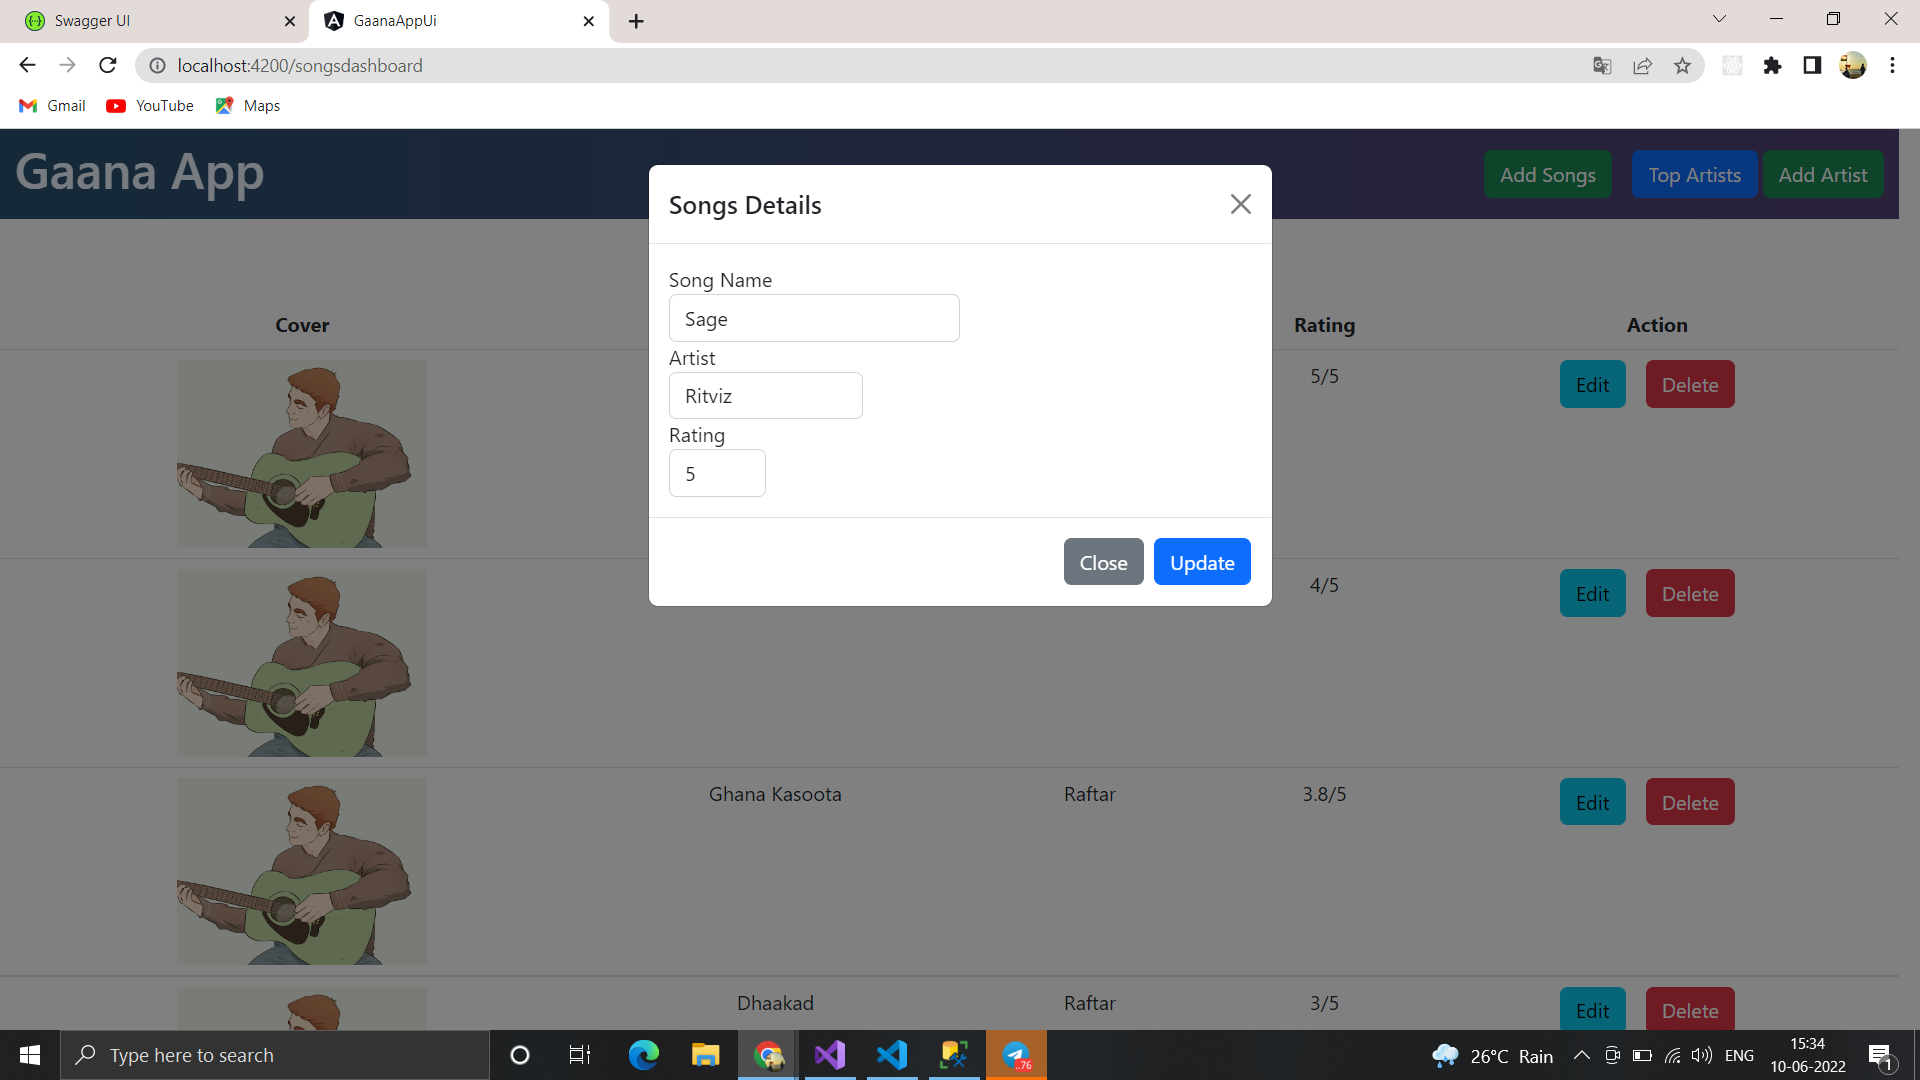 Swagger UI
GaanaAppUi
localhost:4200/songsdashboard
Gmail
YouTube
Maps
Gaana App
Add Songs
Top Artists
Add Artist
Songs Details
Song Name
Sage
Artist
Ritviz
Rating
5
Close
Update
Cover
Rating
Action
5/5
Edit
Delete
4/5
Edit
Delete
Ghana Kasoota
Raftar
3.8/5
Edit
Delete
Dhaakad
Raftar
3/5
Edit
Delete
Type here to search
..76
26°C Rain
ENG
15:34
10-06-2022
1